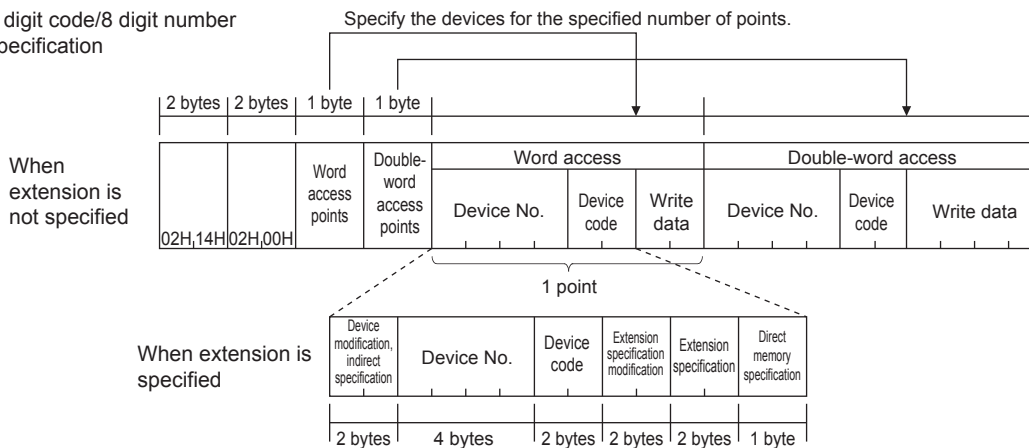 digit code/8 digit number
pecification
Specify the devices for the specified number of points.
2 bytes 2 bytes 1 byte 1 byte
When
extension is
not specified
02H,14H 02H,00H
Word
access
points
Double-
word
access
points
Word access
Device No.
Device
code
Write
data
Double-word access
Device No.
Device
code
Write data
1 point
When extension is
specified
Device
modification,
indirect
specification
Device No.
Device
code
Extension
specification
modification
Extension
specification
Direct
memory
specification
2 bytes 4 bytes 2 bytes 2 bytes 2 bytes 1 byte